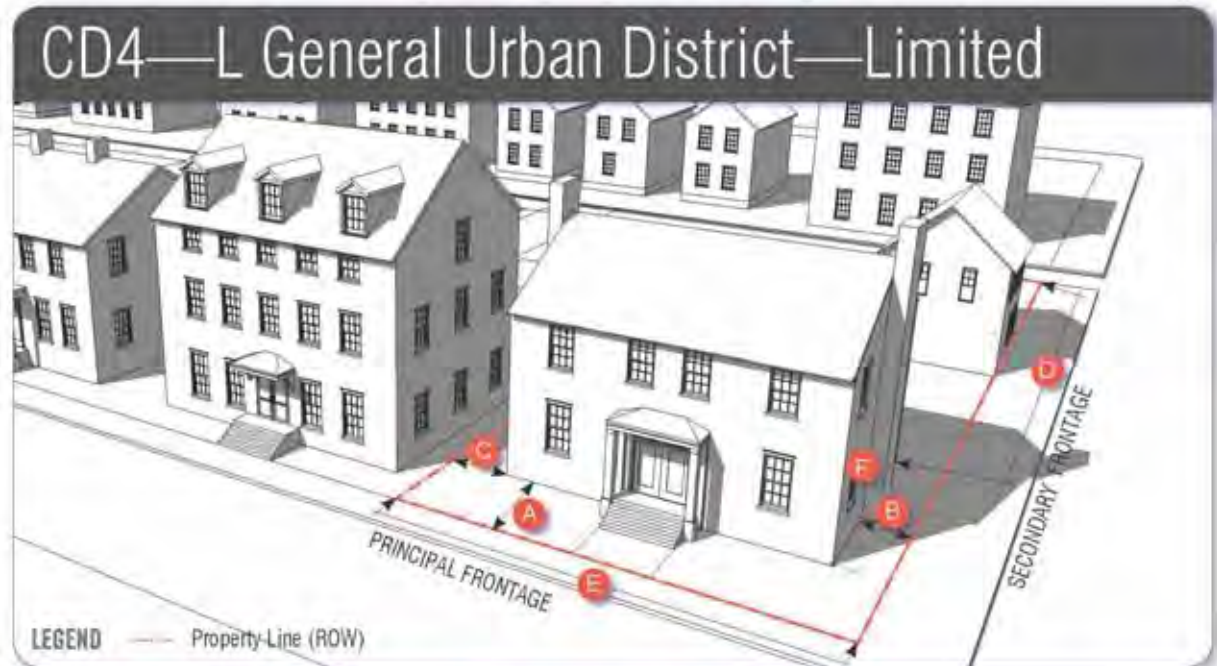 CD4—L General Urban District—Limited
D
C
F
A
B
E
PRINCIPAL FRONTAGE
SECONDARY FRONTAGE
LEGEND Property Line (ROW)